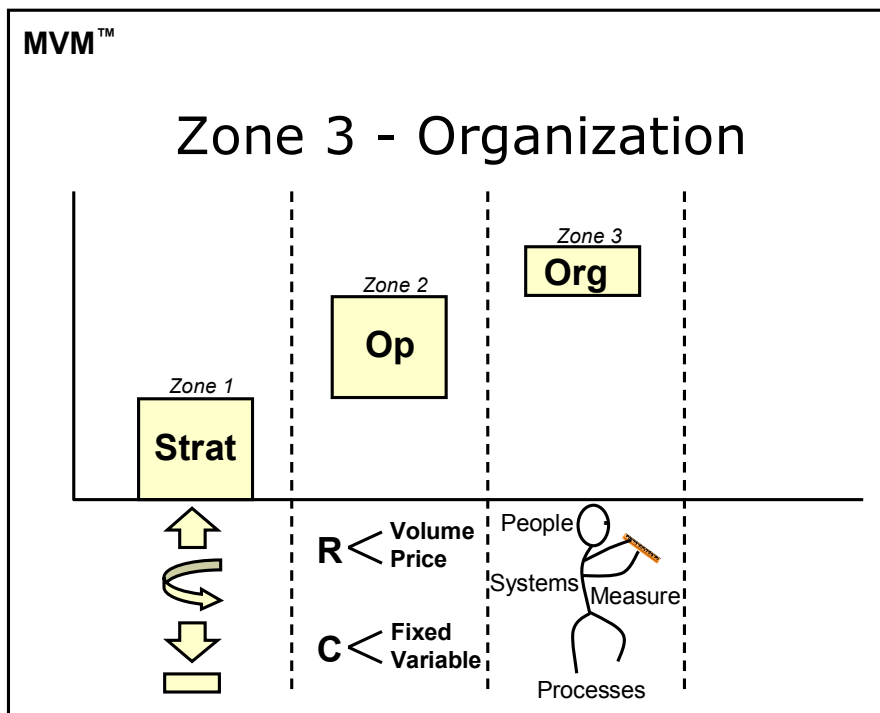 MVM™
Zone 3 - Organization
Zone 3
Org
Zone 2
Op
Zone 1
Strat
R
Volume
Price
C
Fixed
Variable
People
Systems
Measure
Processes